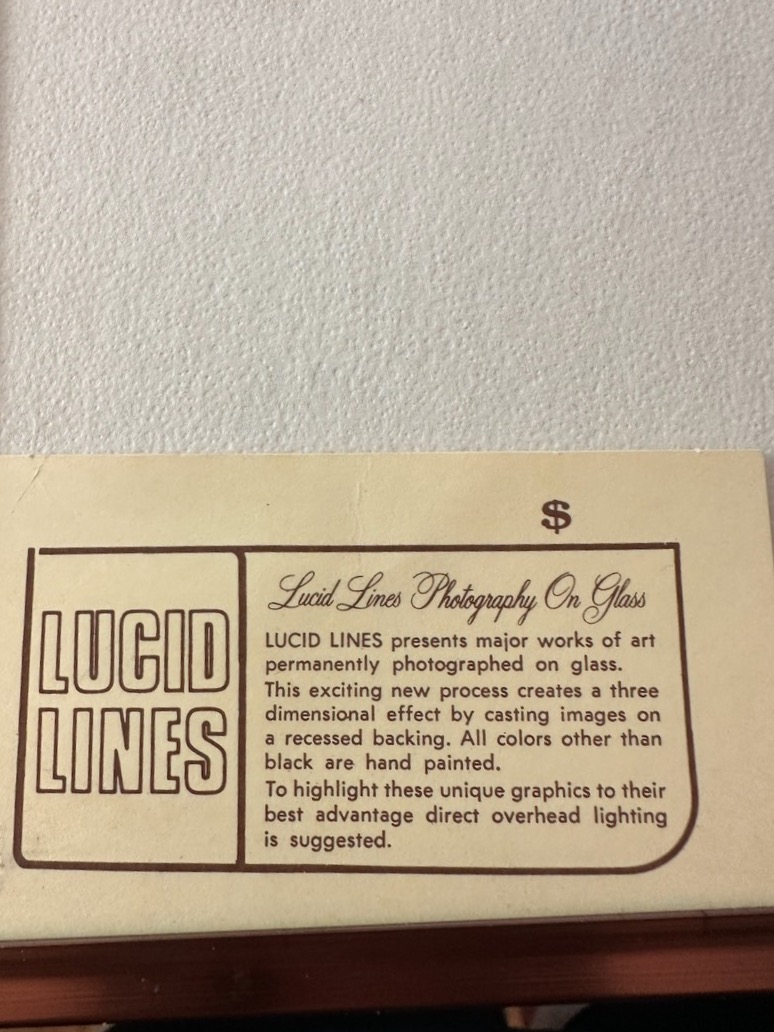 $
LUCID
LINES
Lucid Lines Photography On Glass
LUCID LINES presents major works of art
permanently photographed on glass.
This exciting new process creates a three
dimensional effect by casting images on
a recessed backing. All colors other than
black are hand painted.
To highlight these unique graphics to their
best advantage direct overhead lighting
is suggested.